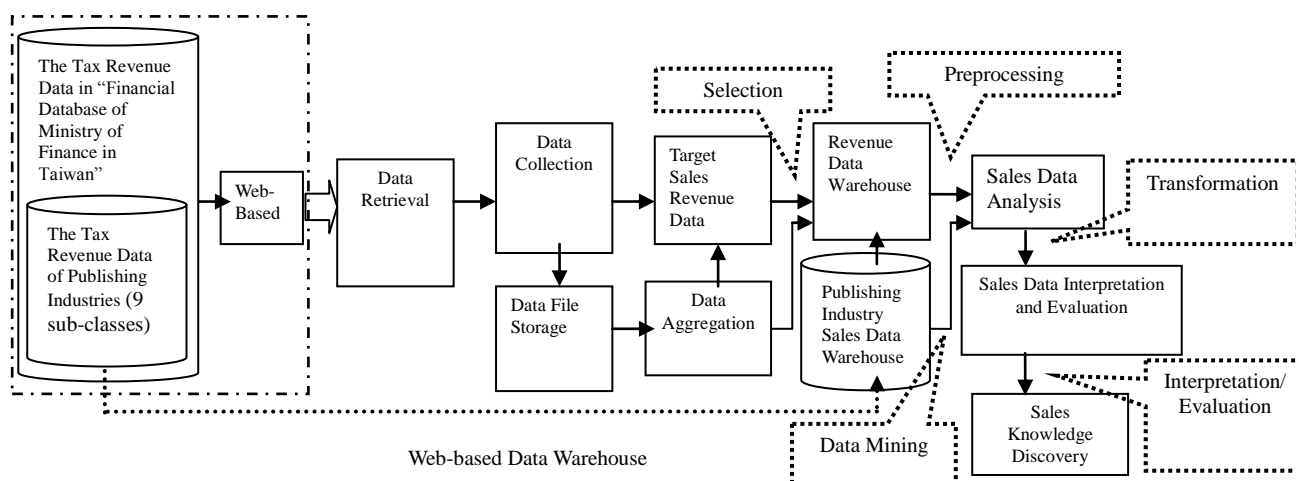 The Tax Revenue
Data in “Financial
Database of
Ministry of
Finance in
Taiwan”
The Tax
Revenue Data
of Publishing
Industries (9
sub-classes)
Web-
Based
Data
Retrieval
Data
Collection
Data File
Storage
Target
Sales
Revenue
Data
Data
Aggregation
Selection
Revenue
Data
Warehouse
Publishing
Industry
Sales Data
Warehouse
Preprocessing
Sales Data
Analysis
Transformation
Sales Data Interpretation
and Evaluation
Interpretation/
Evaluation
Sales
Knowledge
Discovery
Data Mining
Web-based Data Warehouse